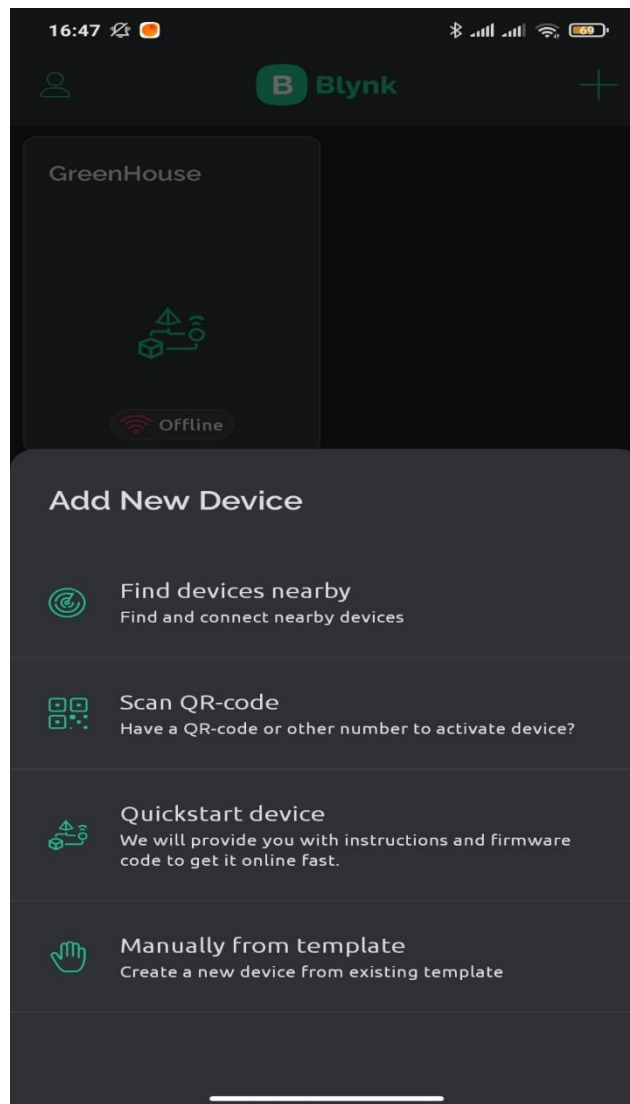 16:47
69
B Blynk
GreenHouse
Offline
Add New Device
Find devices nearby
Find and connect nearby devices
Scan QR-code
Have a QR-code or other number to activate device?
Quickstart device
We will provide you with instructions and firmware
code to get it online fast.
Manually from template
Create a new device from existing template